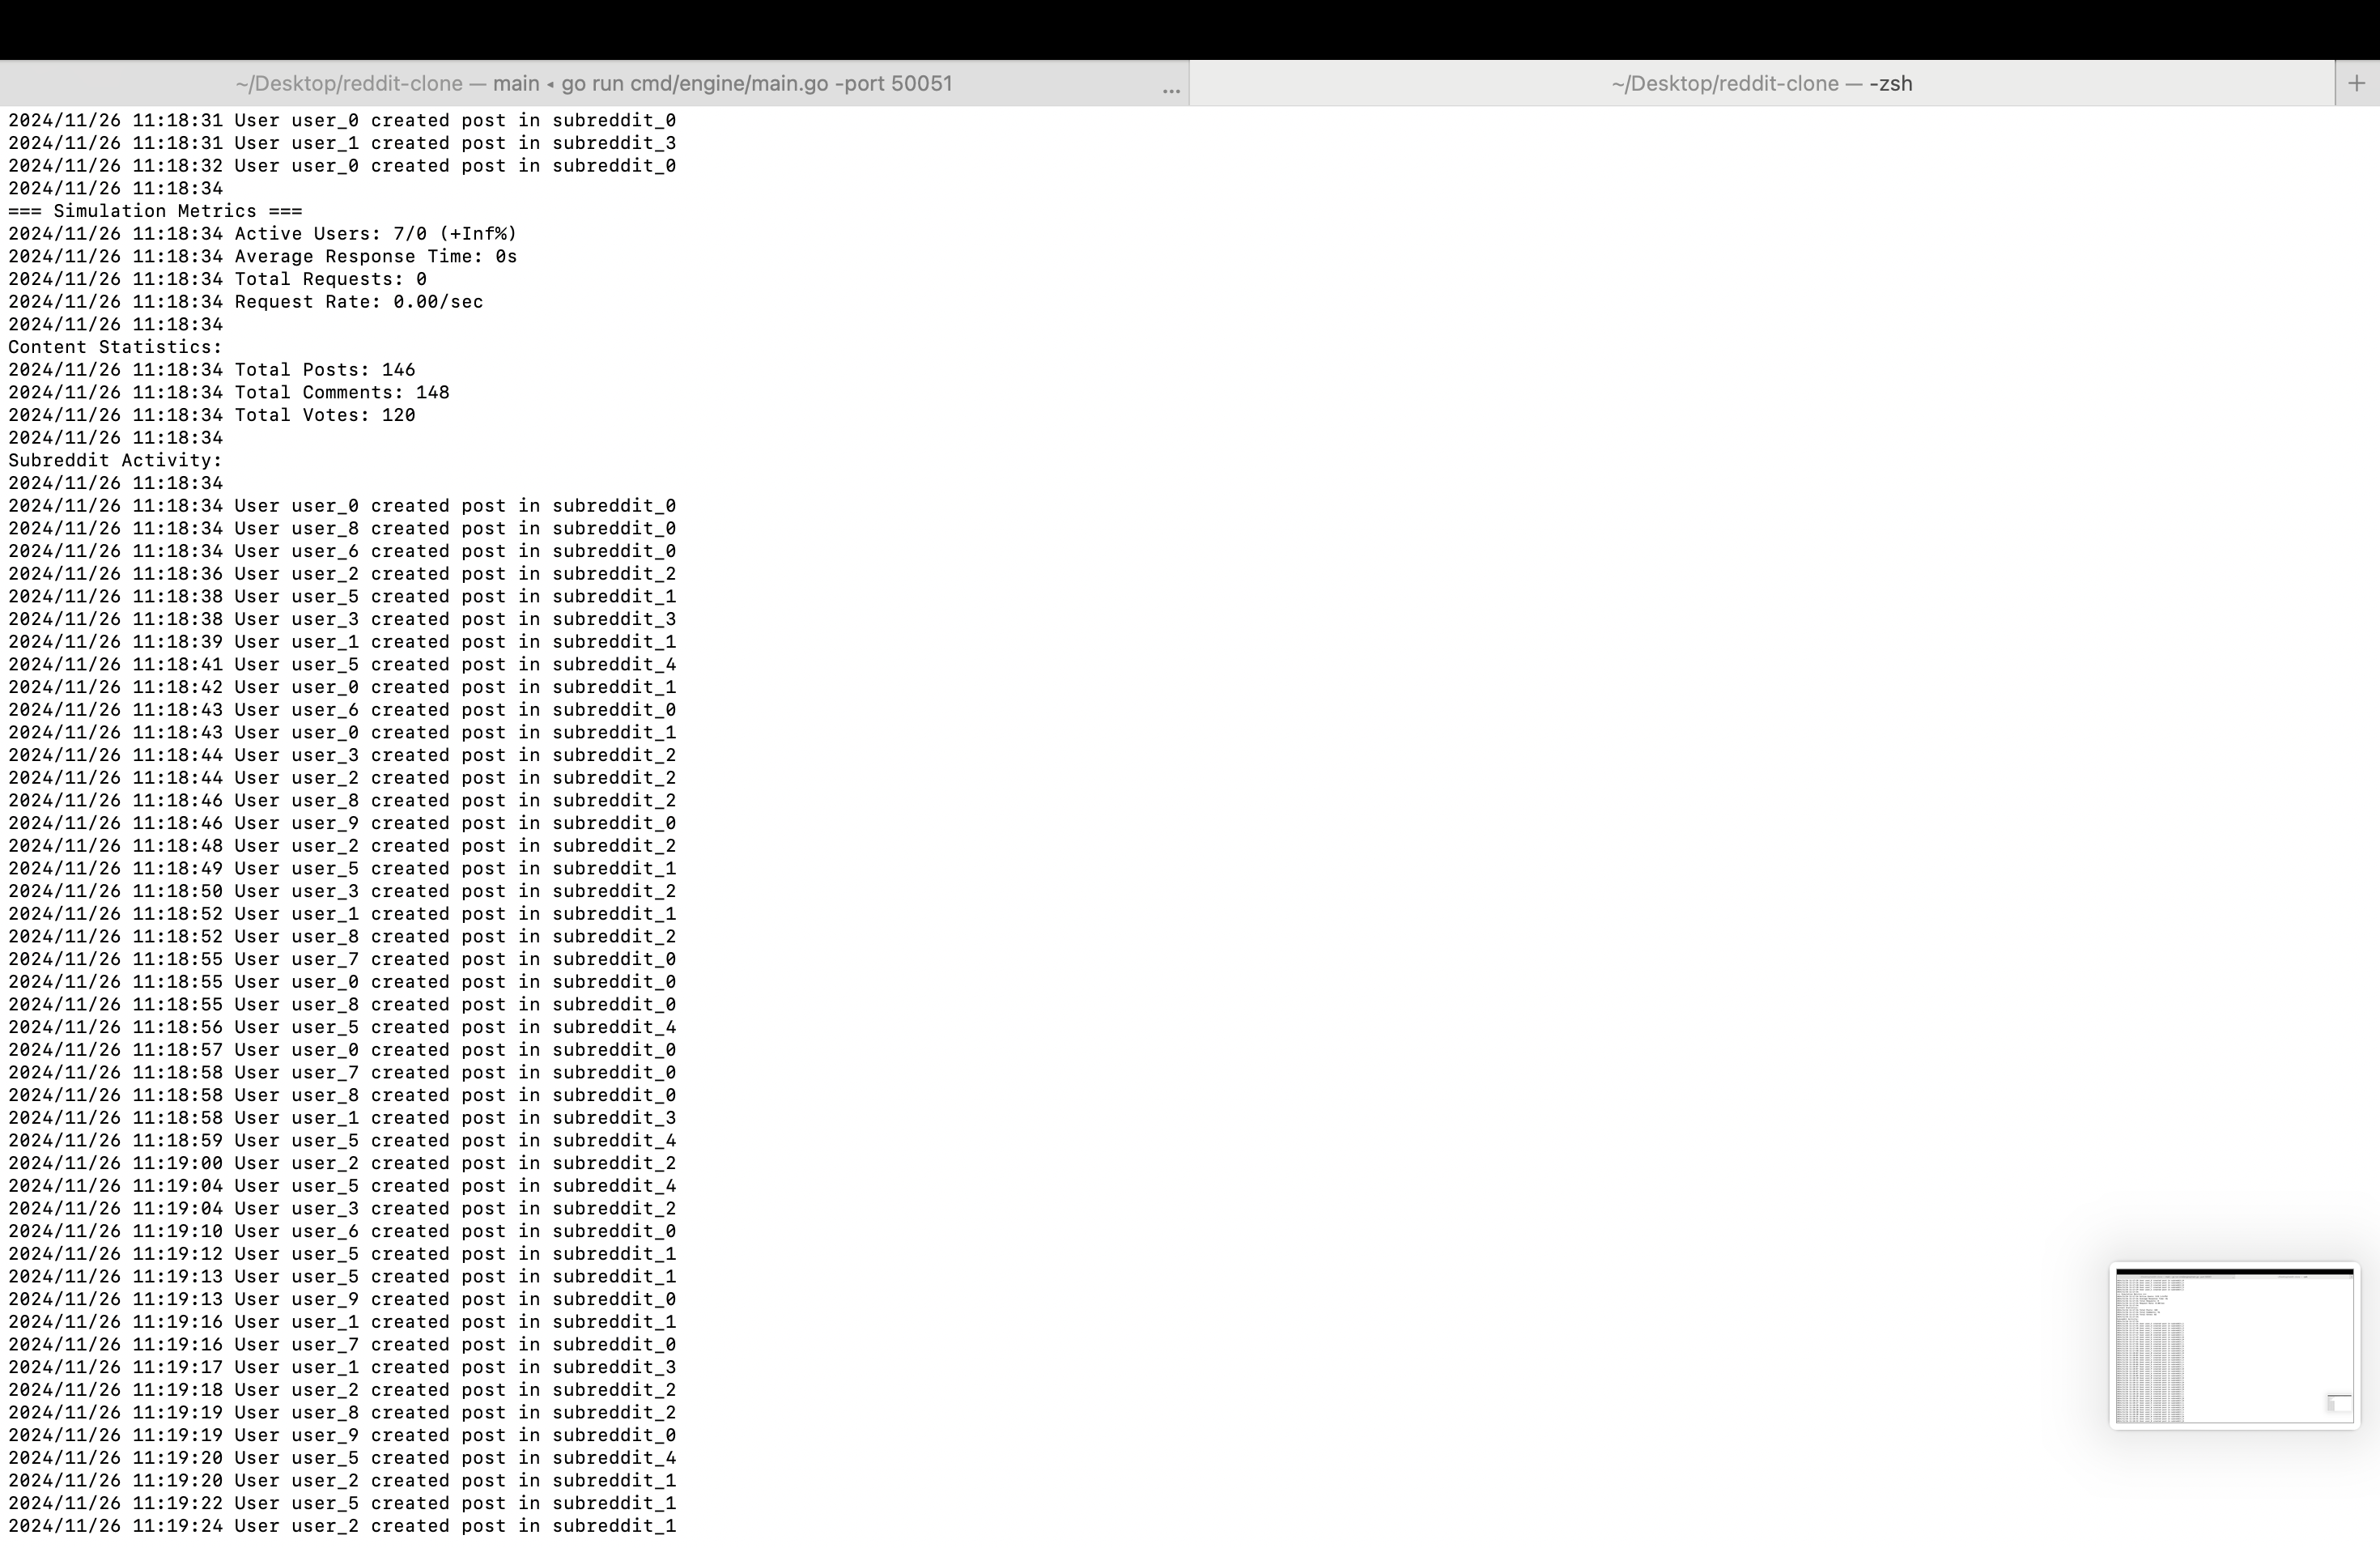 ~/Desktop/reddit-clone — main ◂ go run cmd/engine/main.go -port 50051 ...
~/Desktop/reddit-clone — -zsh +
2024/11/26 11:18:31 User user_0 created post in subreddit_0
2024/11/26 11:18:31 User user_1 created post in subreddit_3
2024/11/26 11:18:32 User user_0 created post in subreddit_0
2024/11/26 11:18:34
=== Simulation Metrics ===
2024/11/26 11:18:34 Active Users: 7/0 (+Inf%)
2024/11/26 11:18:34 Average Response Time: 0s
2024/11/26 11:18:34 Total Requests: 0
2024/11/26 11:18:34 Request Rate: 0.00/sec
2024/11/26 11:18:34
Content Statistics:
2024/11/26 11:18:34 Total Posts: 146
2024/11/26 11:18:34 Total Comments: 148
2024/11/26 11:18:34 Total Votes: 120
2024/11/26 11:18:34
Subreddit Activity:
2024/11/26 11:18:34
2024/11/26 11:18:34 User user_0 created post in subreddit_0
2024/11/26 11:18:34 User user_8 created post in subreddit_0
2024/11/26 11:18:34 User user_6 created post in subreddit_0
2024/11/26 11:18:36 User user_2 created post in subreddit_2
2024/11/26 11:18:38 User user_5 created post in subreddit_1
2024/11/26 11:18:38 User user_3 created post in subreddit_3
2024/11/26 11:18:39 User user_1 created post in subreddit_1
2024/11/26 11:18:41 User user_5 created post in subreddit_4
2024/11/26 11:18:42 User user_0 created post in subreddit_1
2024/11/26 11:18:43 User user_6 created post in subreddit_0
2024/11/26 11:18:43 User user_0 created post in subreddit_1
2024/11/26 11:18:44 User user_3 created post in subreddit_2
2024/11/26 11:18:44 User user_2 created post in subreddit_2
2024/11/26 11:18:46 User user_8 created post in subreddit_2
2024/11/26 11:18:46 User user_9 created post in subreddit_0
2024/11/26 11:18:48 User user_2 created post in subreddit_2
2024/11/26 11:18:49 User user_5 created post in subreddit_1
2024/11/26 11:18:50 User user_3 created post in subreddit_2
2024/11/26 11:18:52 User user_1 created post in subreddit_1
2024/11/26 11:18:52 User user_8 created post in subreddit_2
2024/11/26 11:18:55 User user_7 created post in subreddit_0
2024/11/26 11:18:55 User user_0 created post in subreddit_0
2024/11/26 11:18:55 User user_8 created post in subreddit_0
2024/11/26 11:18:56 User user_5 created post in subreddit_4
2024/11/26 11:18:57 User user_0 created post in subreddit_0
2024/11/26 11:18:58 User user_7 created post in subreddit_0
2024/11/26 11:18:58 User user_8 created post in subreddit_0
2024/11/26 11:18:58 User user_1 created post in subreddit_3
2024/11/26 11:18:59 User user_5 created post in subreddit_4
2024/11/26 11:19:00 User user_2 created post in subreddit_2
2024/11/26 11:19:04 User user_5 created post in subreddit_4
2024/11/26 11:19:04 User user_3 created post in subreddit_2
2024/11/26 11:19:10 User user_6 created post in subreddit_0
2024/11/26 11:19:12 User user_5 created post in subreddit_1
2024/11/26 11:19:13 User user_5 created post in subreddit_1
2024/11/26 11:19:13 User user_9 created post in subreddit_0
2024/11/26 11:19:16 User user_1 created post in subreddit_1
2024/11/26 11:19:16 User user_7 created post in subreddit_0
2024/11/26 11:19:17 User user_1 created post in subreddit_3
2024/11/26 11:19:18 User user_2 created post in subreddit_2
2024/11/26 11:19:19 User user_8 created post in subreddit_2
2024/11/26 11:19:19 User user_9 created post in subreddit_0
2024/11/26 11:19:20 User user_5 created post in subreddit_4
2024/11/26 11:19:20 User user_2 created post in subreddit_1
2024/11/26 11:19:22 User user_5 created post in subreddit_1
2024/11/26 11:19:24 User user_2 created post in subreddit_1